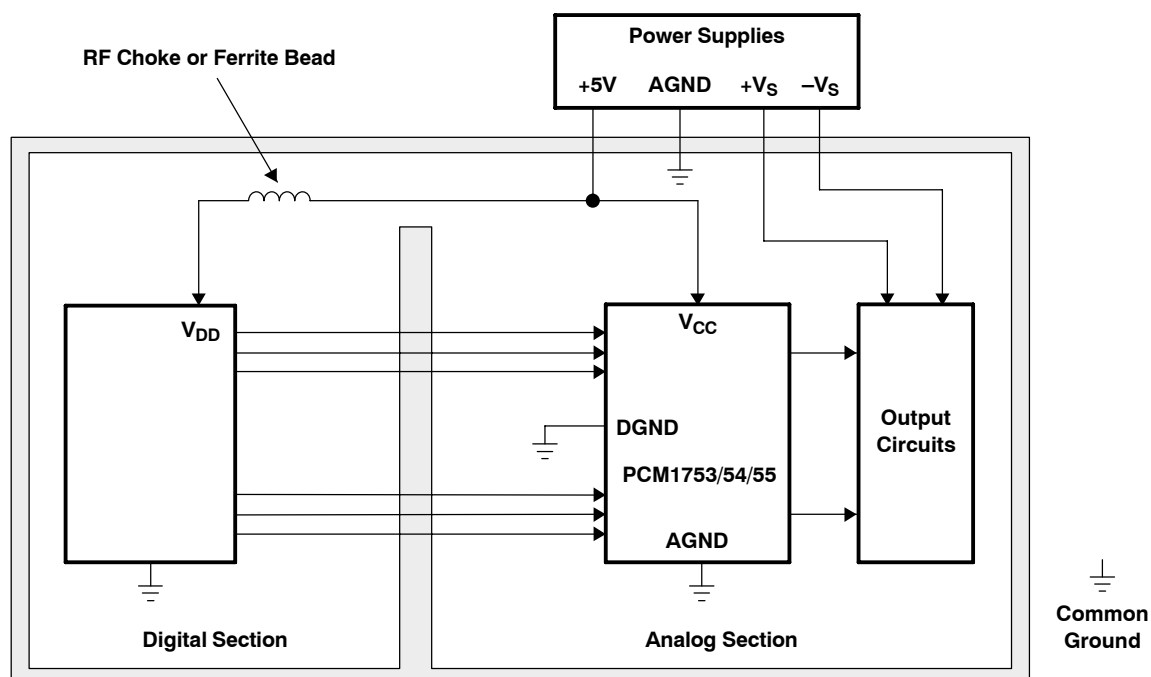 Power Supplies
RF Choke or Ferrite Bead
+5V AGND +VS –VS
VDD
VCC
DGND
Output
Circuits
PCM1753/54/55
AGND
Common
Ground
Digital Section
Analog Section